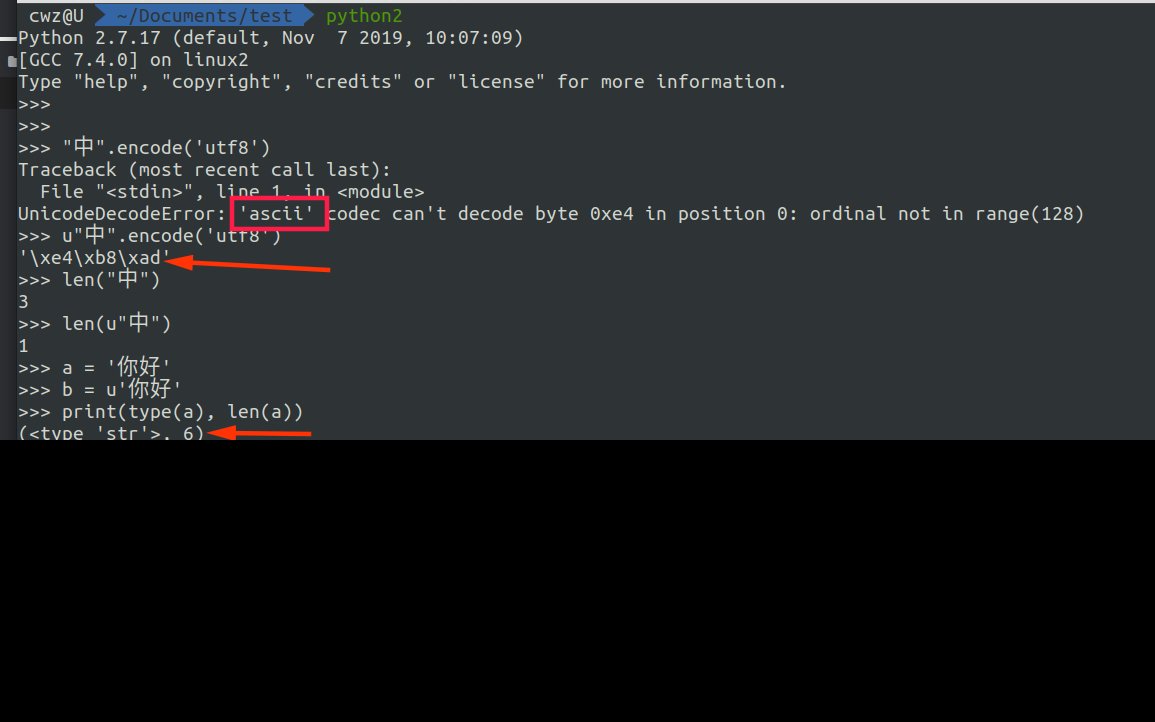 cwz@U ~/Documents/test python2
Python 2.7.17 (default, Nov  7 2019, 10:07:09)
[GCC 7.4.0] on linux2
Type "help", "copyright", "credits" or "license" for more information.
>>>
>>>
>>> "中".encode('utf8')
Traceback (most recent call last):
  File "<stdin>", line 1, in <module>
UnicodeDecodeError: 'ascii' codec can't decode byte 0xe4 in position 0: ordinal not in range(128)
>>> u"中".encode('utf8')
'\xe4\xb8\xad'
>>> len("中")
3
>>> len(u"中")
1
>>> a = '你好'
>>> b = u'你好'
>>> print(type(a), len(a))
(<type 'str'>, 6)